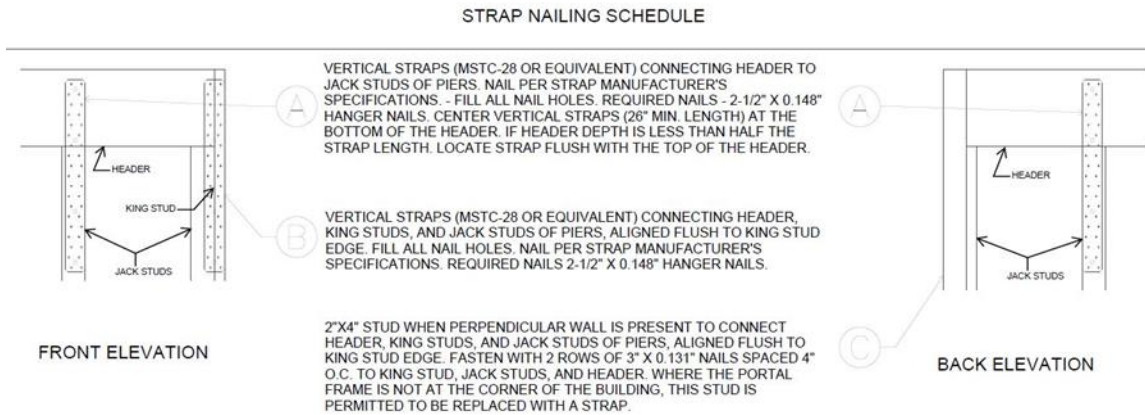 STRAP NAILING SCHEDULE
A
VERTICAL STRAPS (MSTC-28 OR EQUIVALENT) CONNECTING HEADER TO
JACK STUDS OF PIERS. NAIL PER STRAP MANUFACTURER'S
SPECIFICATIONS. - FILL ALL NAIL HOLES. REQUIRED NAILS - 2-1/2" X 0.148"
HANGER NAILS. CENTER VERTICAL STRAPS (26" MIN. LENGTH) AT THE
BOTTOM OF THE HEADER. IF HEADER DEPTH IS LESS THAN HALF THE
STRAP LENGTH. LOCATE STRAP FLUSH WITH THE TOP OF THE HEADER.
A
HEADER
KING STUD
JACK STUDS
FRONT ELEVATION
B
VERTICAL STRAPS (MSTC-28 OR EQUIVALENT) CONNECTING HEADER,
KING STUDS, AND JACK STUDS OF PIERS, ALIGNED FLUSH TO KING STUD
EDGE. FILL ALL NAIL HOLES. NAIL PER STRAP MANUFACTURER'S
SPECIFICATIONS. REQUIRED NAILS 2-1/2" X 0.148" HANGER NAILS.
2"X4" STUD WHEN PERPENDICULAR WALL IS PRESENT TO CONNECT
HEADER, KING STUDS, AND JACK STUDS OF PIERS, ALIGNED FLUSH TO
KING STUD EDGE. FASTEN WITH 2 ROWS OF 3" X 0.131" NAILS SPACED 4"
O.C. TO KING STUD, JACK STUDS, AND HEADER. WHERE THE PORTAL
FRAME IS NOT AT THE CORNER OF THE BUILDING, THIS STUD IS
PERMITTED TO BE REPLACED WITH A STRAP.
C
HEADER
JACK STUDS
BACK ELEVATION